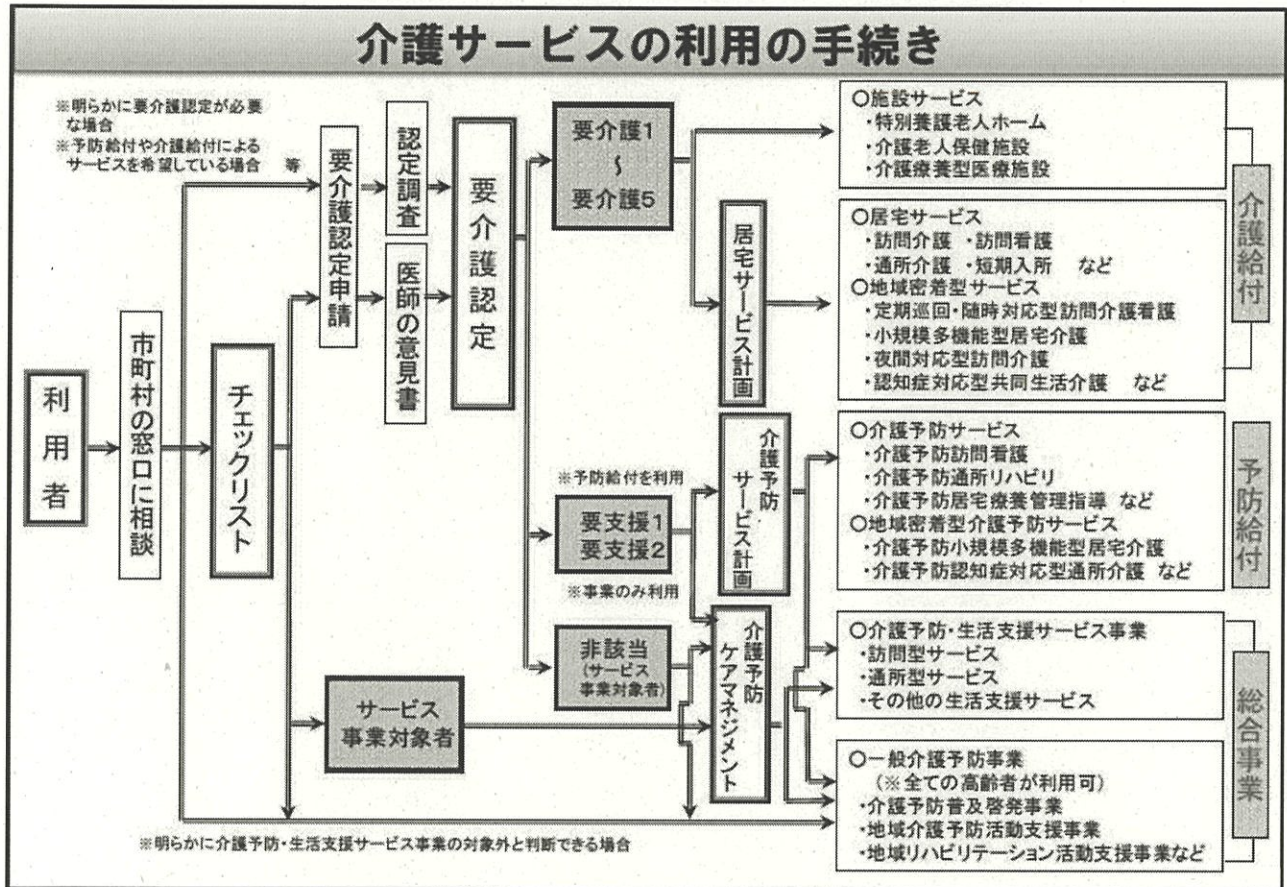 介護サービスの利用の手続き
※明らかに要介護認定が必要
な場合
※予防給付や介護給付による
サービスを希望している場合　等
利用者
市町村の窓口に相談
チェックリスト
要介護認定申請
認定調査
医師の意見書
要介護認定
要介護1
～
要介護5
※予防給付を利用
要支援1
要支援2
※事業のみ利用
非該当
(サービス
事業対象者)
サービス
事業対象者
居宅サービス計画
介護予防
サービス計画
介護予防
ケアマネジメント
○施設サービス
・特別養護老人ホーム
・介護老人保健施設
・介護療養型医療施設
○居宅サービス
・訪問介護 ・訪問看護
・通所介護 ・短期入所　など
○地域密着型サービス
・定期巡回・随時対応型訪問介護看護
・小規模多機能型居宅介護
・夜間対応型訪問介護
・認知症対応型共同生活介護　など
介護給付
○介護予防サービス
・介護予防訪問看護
・介護予防通所リハビリ
・介護予防居宅療養管理指導 など
○地域密着型介護予防サービス
・介護予防小規模多機能型居宅介護
・介護予防認知症対応型通所介護 など
予防給付
○介護予防・生活支援サービス事業
・訪問型サービス
・通所型サービス
・その他の生活支援サービス
○一般介護予防事業
(※全ての高齢者が利用可)
・介護予防普及啓発事業
・地域介護予防活動支援事業
・地域リハビリテーション活動支援事業など
総合事業
※明らかに介護予防・生活支援サービス事業の対象外と判断できる場合